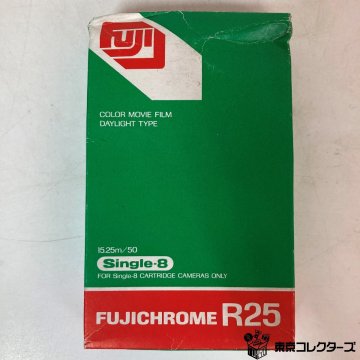 FUJI
COLOR MOVIE FILM
DAYLIGHT TYPE
15.25m/50
Single-8
FOR Single-8 CARTRIDGE CAMERAS ONLY
FUJICHROME R25
東京コレクターズ